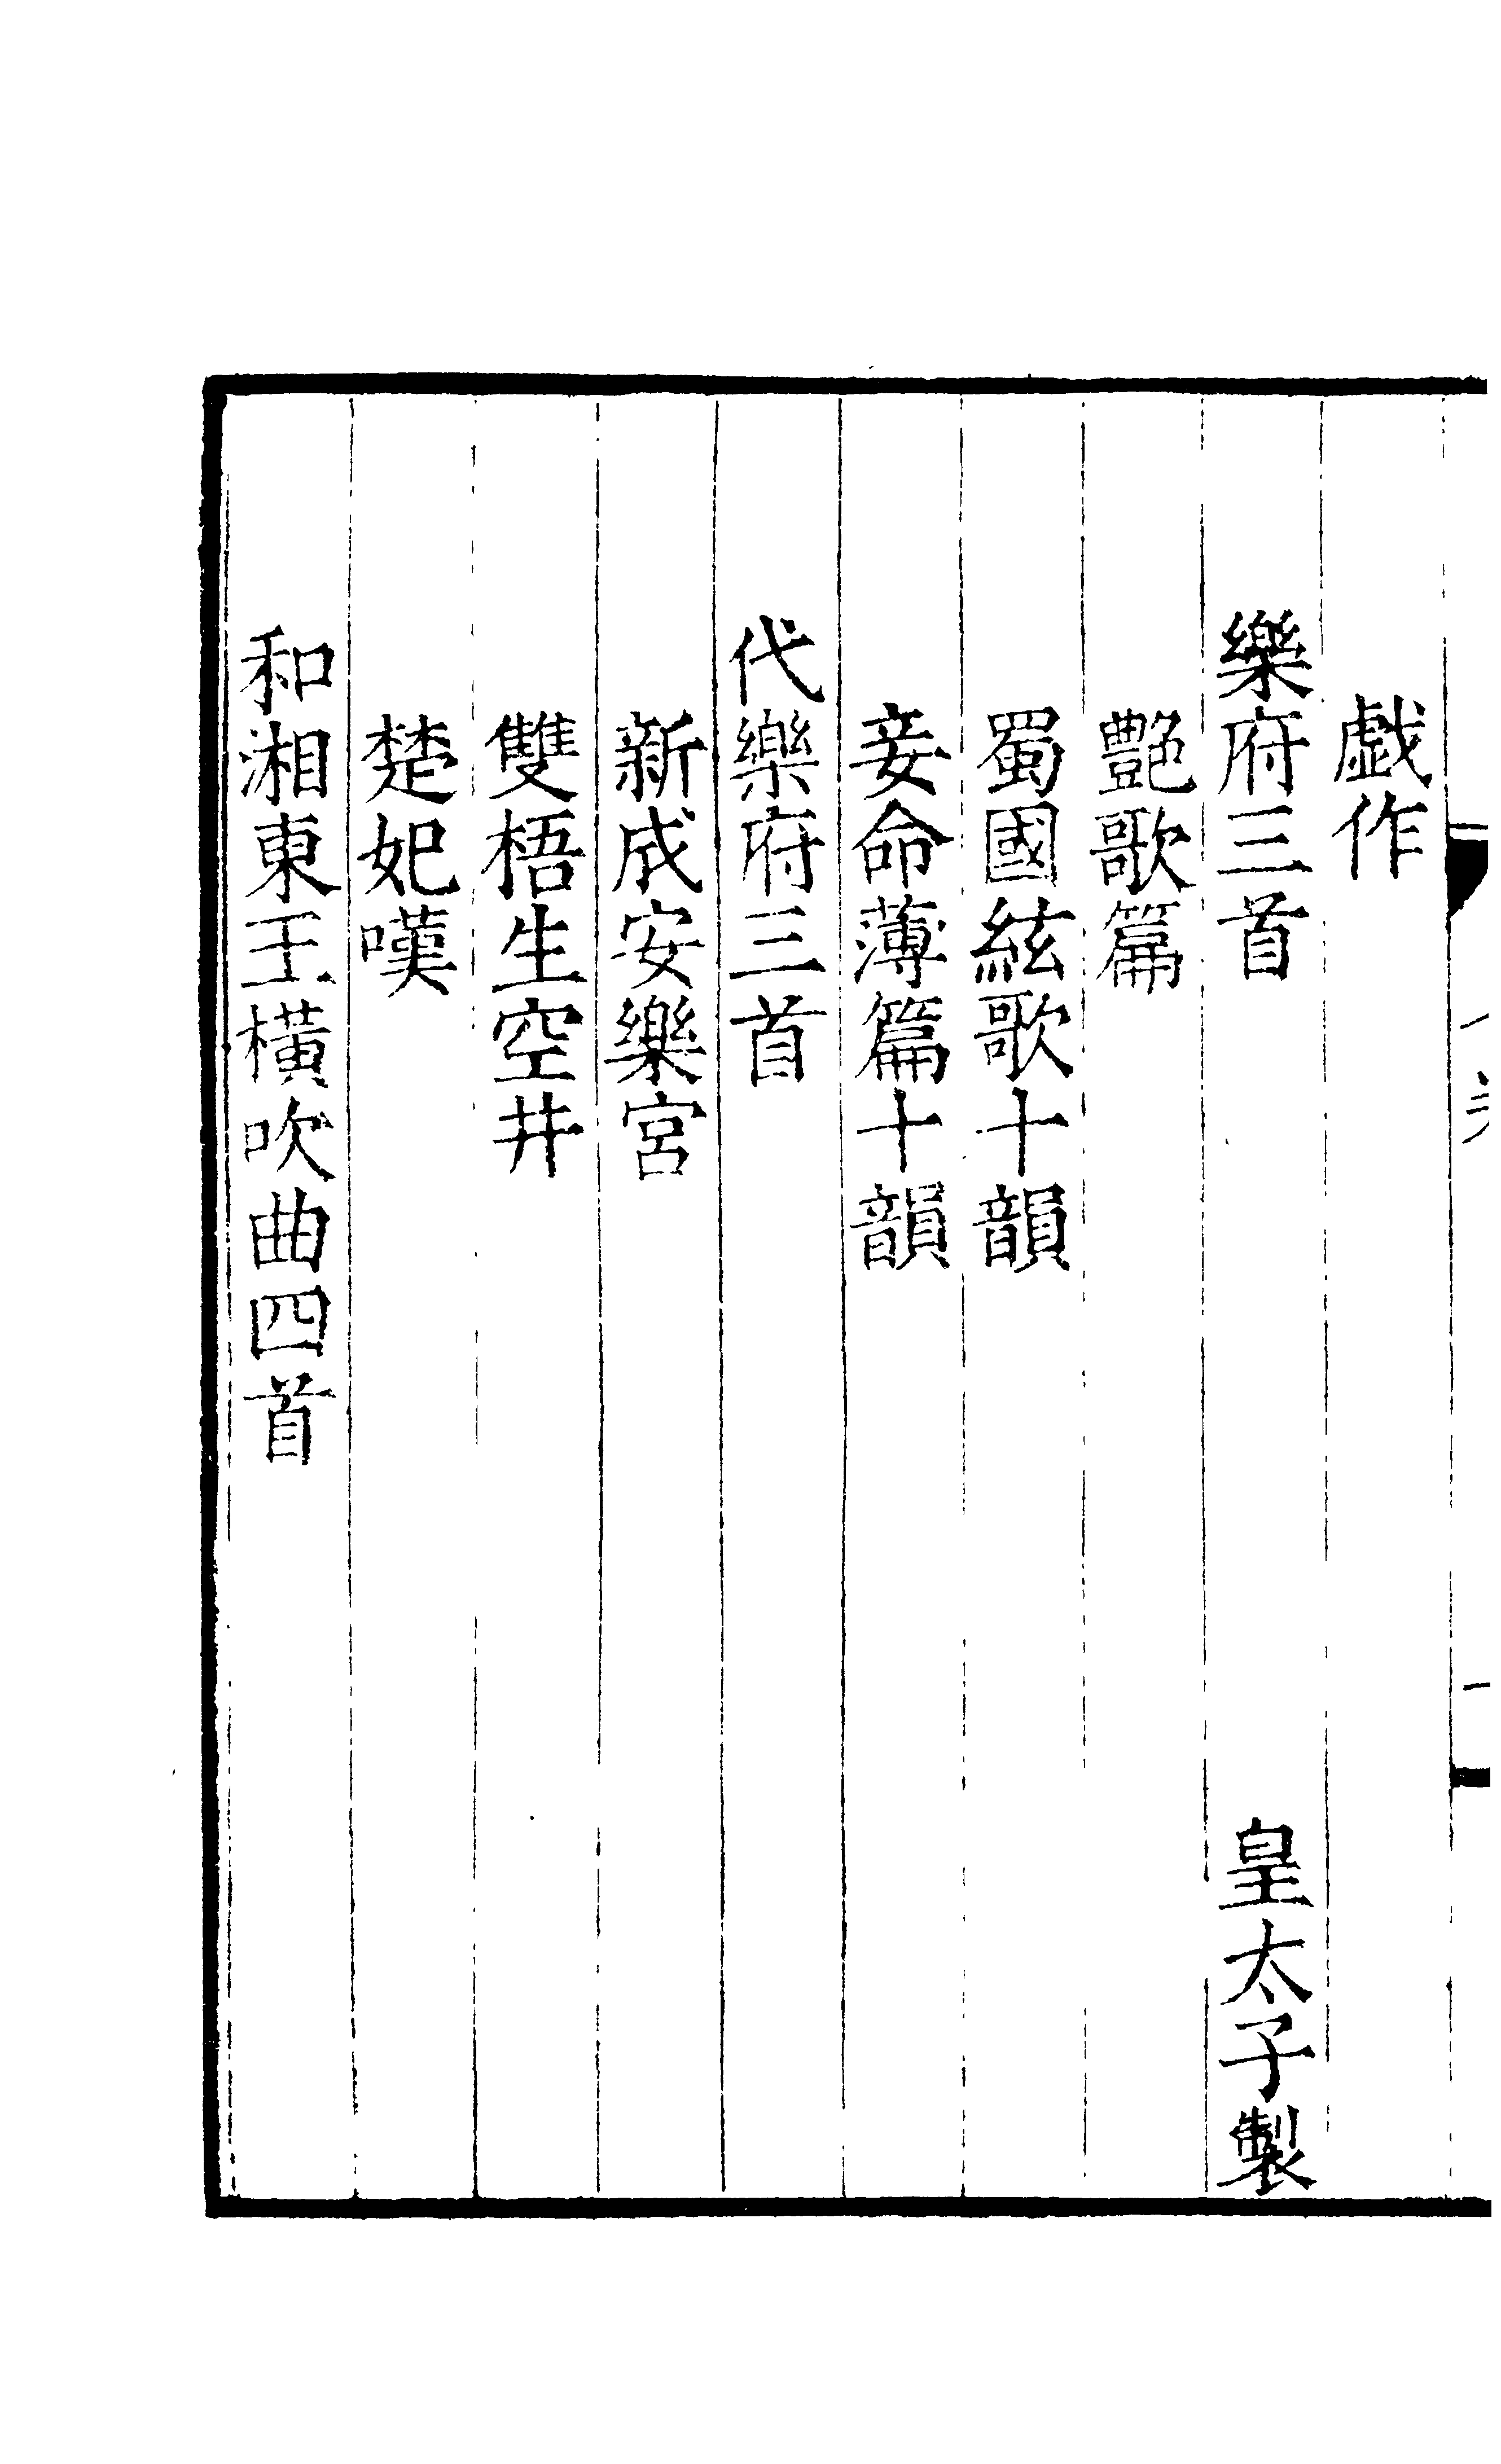 戯作
樂府三首 皇太子製
艷歌篇
蜀國絃歌十韻
妾命薄篇十韻
代樂府三首
新成安樂宮
雙梧生空井
楚妃嘆
和湘東王橫吹曲四首